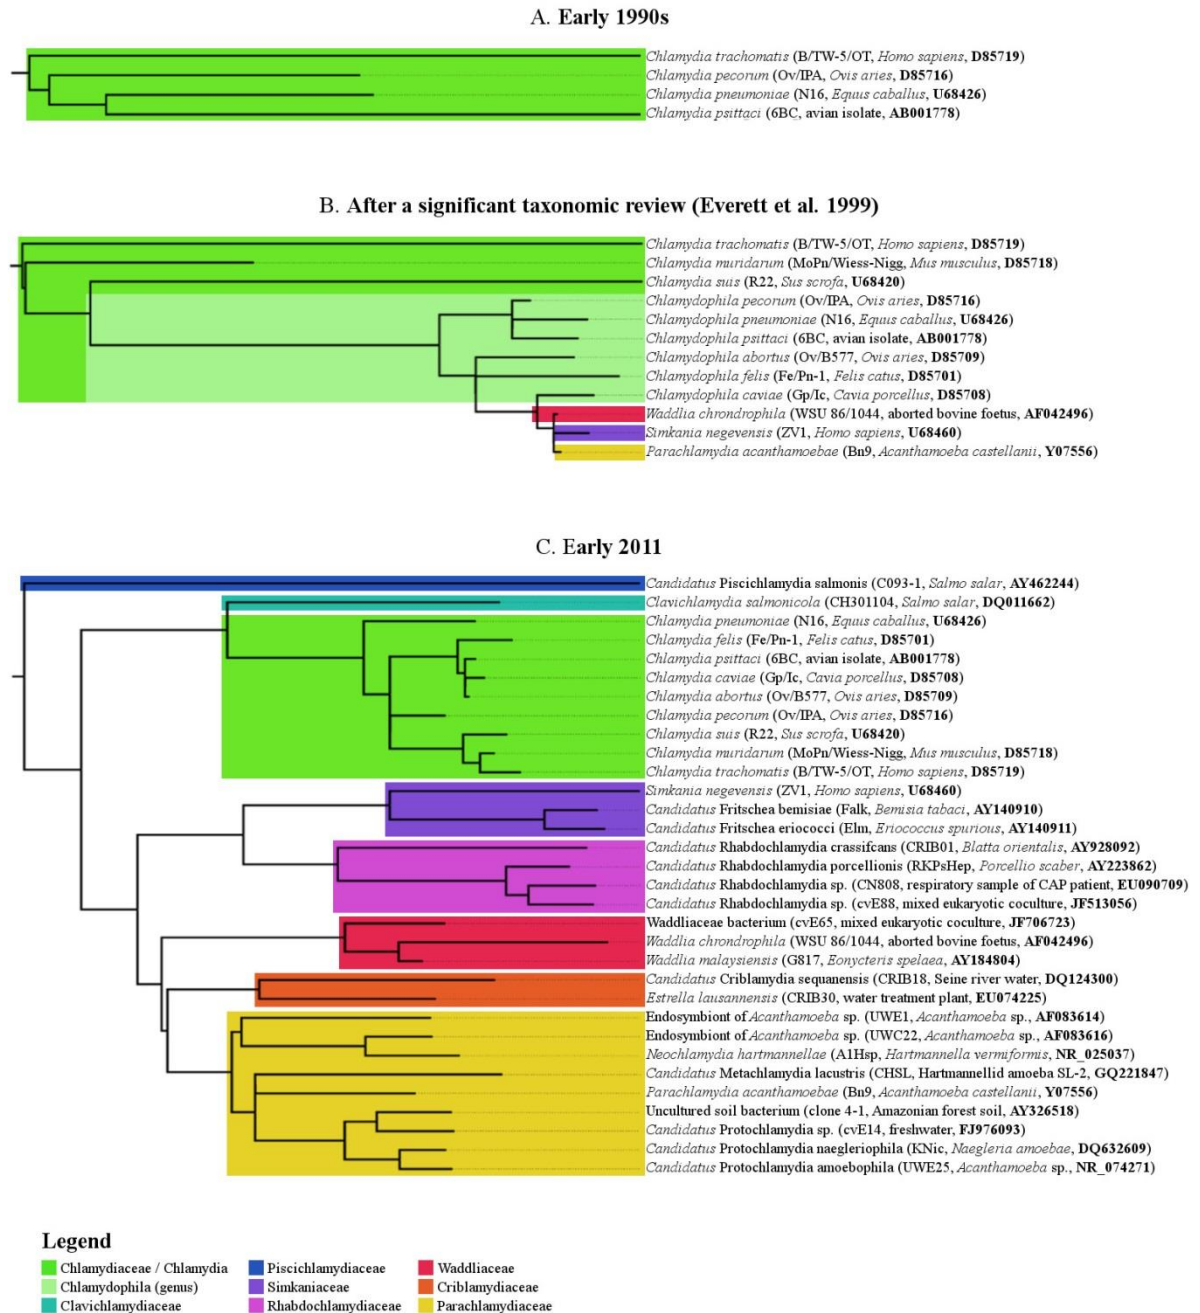 A. Early 1990s
Chlamydia trachomatis (B/TW-5/OT, Homo sapiens, D85719)
Chlamydia pecorum (Ov/IPA, Ovis aries, D85716)
Chlamydia pneumoniae (N16, Equus caballus, U68426)
Chlamydia psittaci (6BC, avian isolate, AB001778)
B. After a significant taxonomic review (Everett et al. 1999)
Chlamydia trachomatis (B/TW-5/OT, Homo sapiens, D85719)
Chlamydia muridarum (MoPn/Wiess-Nigg, Mus musculus, D85718)
Chlamydia suis (R22, Sus scrofa, U68420)
Chlamydophila pecorum (Ov/IPA, Ovis aries, D85716)
Chlamydophila pneumoniae (N16, Equus caballus, U68426)
Chlamydophila psittaci (6BC, avian isolate, AB001778)
Chlamydophila abortus (Ov/B577, Ovis aries, D85709)
Chlamydophila felis (Fe/Pn-1, Felis catus, D85701)
Chlamydophila caviae (Gp/Ic, Cavia porcellus, D85708)
Waddlia chrondrophila (WSU 86/1044, aborted bovine foetus, AF042496)
Simkania negevensis (ZV1, Homo sapiens, U68460)
Parachlamydia acanthamoebae (Bn9, Acanthamoeba castellanii, Y07556)
C. Early 2011
Candidatus Piscichlamydia salmonis (C093-1, Salmo salar, AY462244)
Clavichlamydia salmonicola (CH301104, Salmo salar, DQ011662)
Chlamydia pneumoniae (N16, Equus caballus, U68426)
Chlamydia felis (Fe/Pn-1, Felis catus, D85701)
Chlamydia psittaci (6BC, avian isolate, AB001778)
Chlamydia caviae (Gp/Ic, Cavia porcellus, D85708)
Chlamydia abortus (Ov/B577, Ovis aries, D85709)
Chlamydia pecorum (Ov/IPA, Ovis aries, D85716)
Chlamydia suis (R22, Sus scrofa, U68420)
Chlamydia muridarum (MoPn/Wiess-Nigg, Mus musculus, D85718)
Chlamydia trachomatis (B/TW-5/OT, Homo sapiens, D85719)
Simkania negevensis (ZV1, Homo sapiens, U68460)
Candidatus Fritschea bemisiae (Falk, Bemisia tabaci, AY140910)
Candidatus Fritschea eriococci (Elm, Eriococcus spurious, AY140911)
Candidatus Rhabdochlamydia crassifcans (CRIB01, Blatta orientalis, AY928092)
Candidatus Rhabdochlamydia porcellionis (RKPsHep, Porcellio scaber, AY223862)
Candidatus Rhabdochlamydia sp. (CN808, respiratory sample of CAP patient, EU090709)
Candidatus Rhabdochlamydia sp. (cvE88, mixed eukaryotic coculture, JF513056)
Waddliaceae bacterium (cvE65, mixed eukaryotic coculture, JF706723)
Waddlia chrondrophila (WSU 86/1044, aborted bovine foetus, AF042496)
Waddlia malaysiensis (G817, Eonycteris spelaea, AY184804)
Candidatus Criblamydia sequanensis (CRIB18, Seine river water, DQ124300)
Estrella lausannensis (CRIB30, water treatment plant, EU074225)
Endosymbiont of Acanthamoeba sp. (UWE1, Acanthamoeba sp., AF083614)
Endosymbiont of Acanthamoeba sp. (UWC22, Acanthamoeba sp., AF083616)
Neochlamydia hartmannellae (A1Hsp, Hartmannella vermiformis, NR_025037)
Candidatus Metachlamydia lacustris (CHSL, Hartmannellid amoeba SL-2, GQ221847)
Parachlamydia acanthamoebae (Bn9, Acanthamoeba castellanii, Y07556)
Uncultured soil bacterium (clone 4-1, Amazonian forest soil, AY326518)
Candidatus Protochlamydia sp. (cvE14, freshwater, FJ976093)
Candidatus Protochlamydia naegleriophila (KNic, Naegleria amoebae, DQ632609)
Candidatus Protochlamydia amoebophila (UWE25, Acanthamoeba sp., NR_074271)
Legend
Chlamydiaceae / Chlamydia
Chlamydophila (genus)
Clavichlamydiaceae
Piscichlamydiaceae
Simkaniaceae
Rhabdochlamydiaceae
Waddliaceae
Criblamydiaceae
Parachlamydiaceae